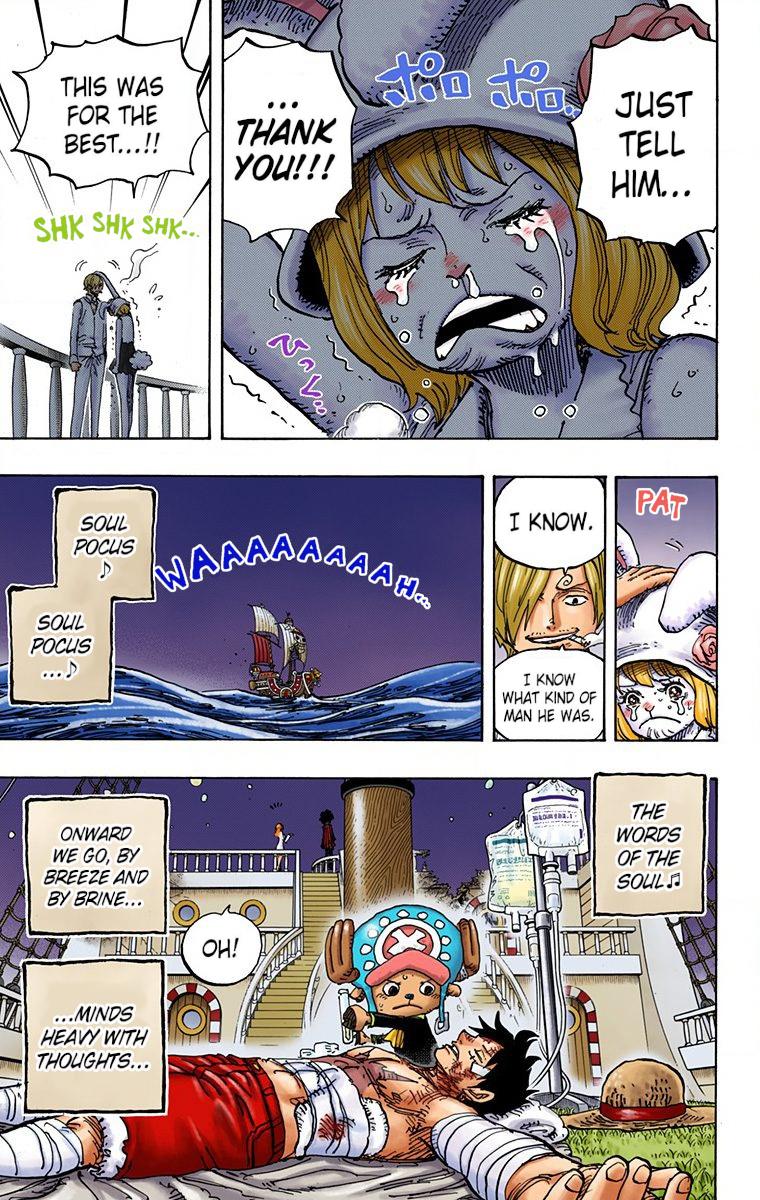 JUST
TELL
HIM...
...
THANK
YOU!!!
ポロ ポロ..
ひっく...
THIS WAS
FOR THE
BEST...!!
SHK SHK SHK...
PAT
I KNOW.
I KNOW
WHAT KIND OF
MAN HE WAS.
WAAAAAAAAH...
SOUL
POCUS
♪
SOUL
POCUS
...♪
THE
WORDS
OF THE
SOUL♫
ONWARD
WE GO, BY
BREEZE AND
BY BRINE...
OH!
...MINDS
HEAVY WITH
THOUGHTS...